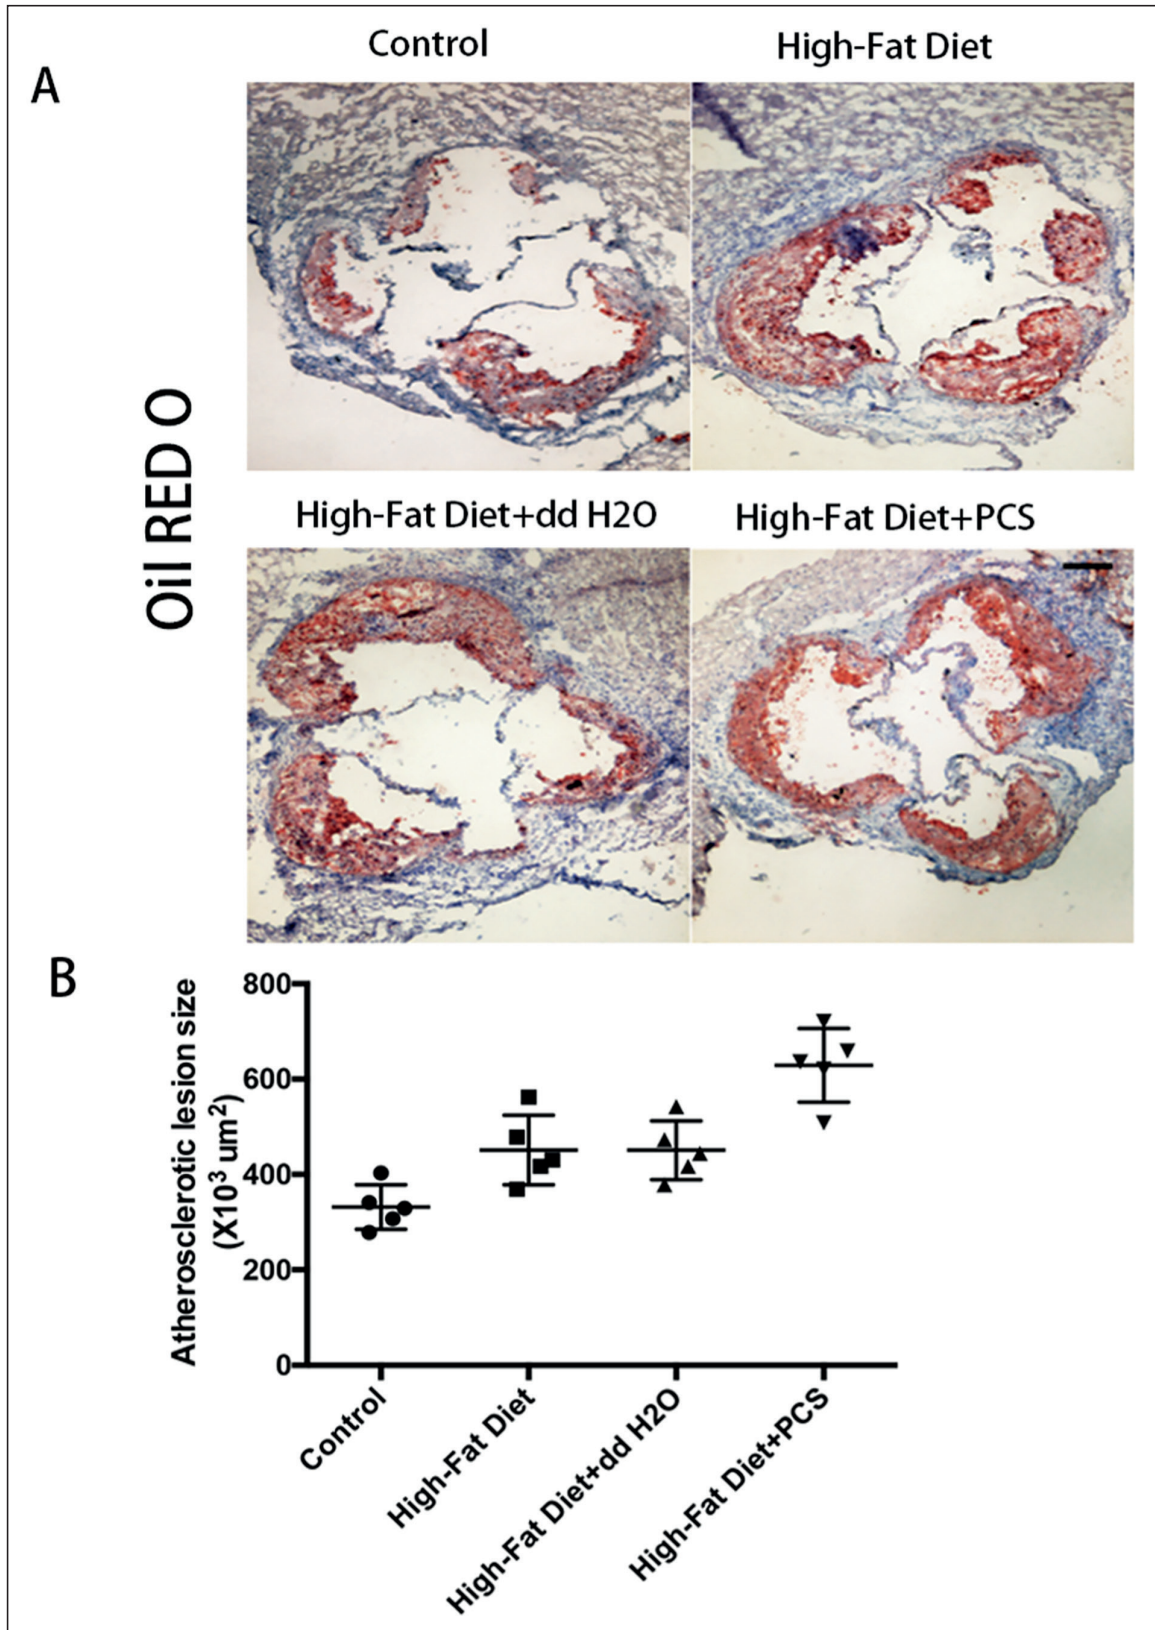 A
Control
High-Fat Diet
Oil RED O
High-Fat Diet+dd H2O
High-Fat Diet+PCS
B
Atherosclerotic lesion size
(X10³ um²)
800
600
400
200
0
Control
High-Fat Diet
High-Fat Diet+dd H2O
High-Fat Diet+PCS